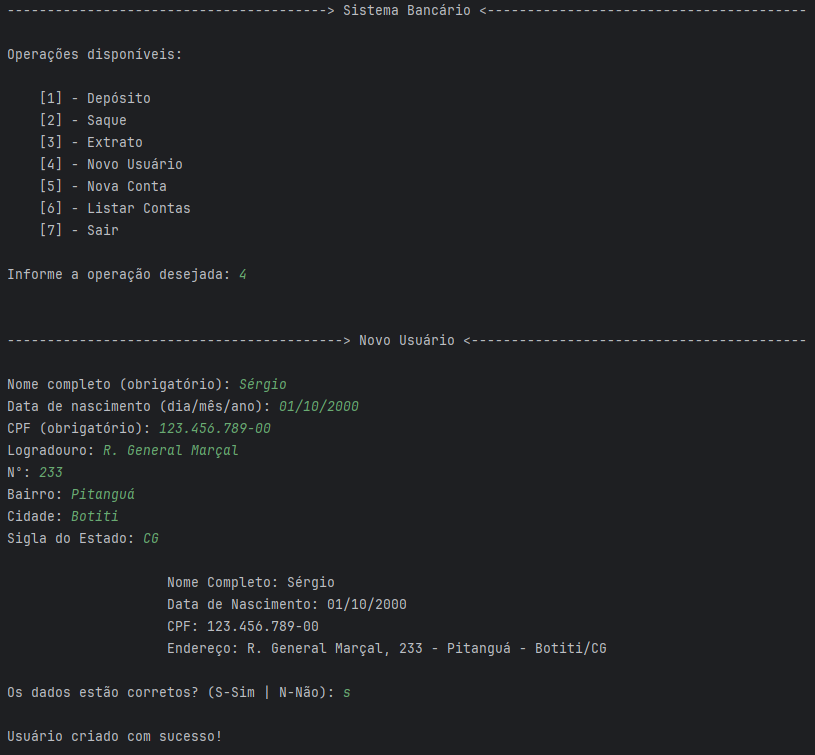 ----------------------------------------> Sistema Bancário <----------------------------------------
Operações disponíveis:
[1] - Depósito
[2] - Saque
[3] - Extrato
[4] - Novo Usuário
[5] - Nova Conta
[6] - Listar Contas
[7] - Sair
Informe a operação desejada: 4
------------------------------------------> Novo Usuário <------------------------------------------
Nome completo (obrigatório): Sérgio
Data de nascimento (dia/mês/ano): 01/10/2000
CPF (obrigatório): 123.456.789-00
Logradouro: R. General Marçal
N°: 233
Bairro: Pitanguá
Cidade: Botiti
Sigla do Estado: CG
Nome Completo: Sérgio
Data de Nascimento: 01/10/2000
CPF: 123.456.789-00
Endereço: R. General Marçal, 233 - Pitanguá - Botiti/CG
Os dados estão corretos? (S-Sim | N-Não): s
Usuário criado com sucesso!